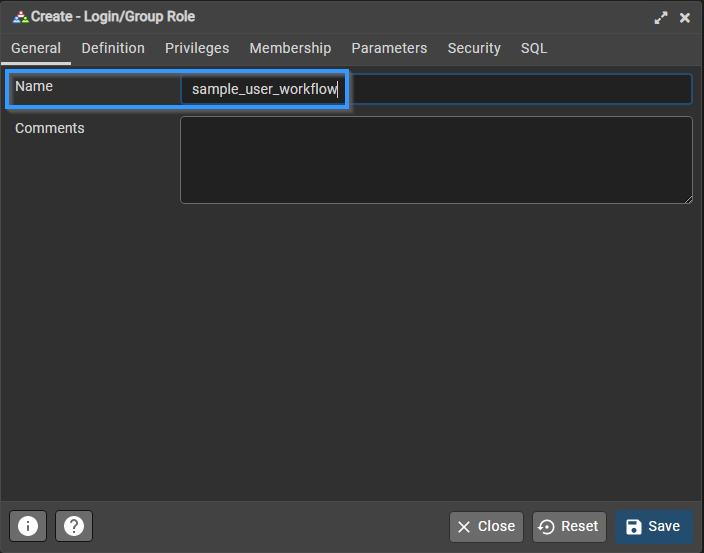 Create - Login/Group Role
General Definition Privileges Membership Parameters Security SQL
Name sample_user_workflow
Comments
i ? Close Reset Save